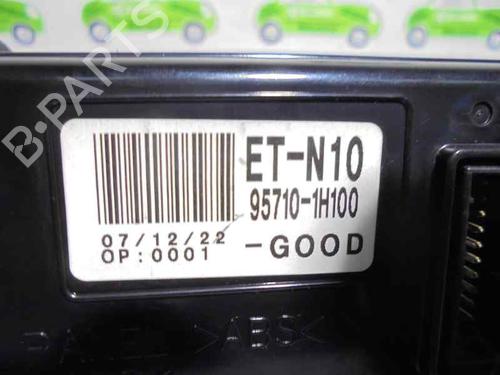 B-PARTS
ET-N10
95710-1H100
07/12/22
-GOOD
OP:0001
>ABS<